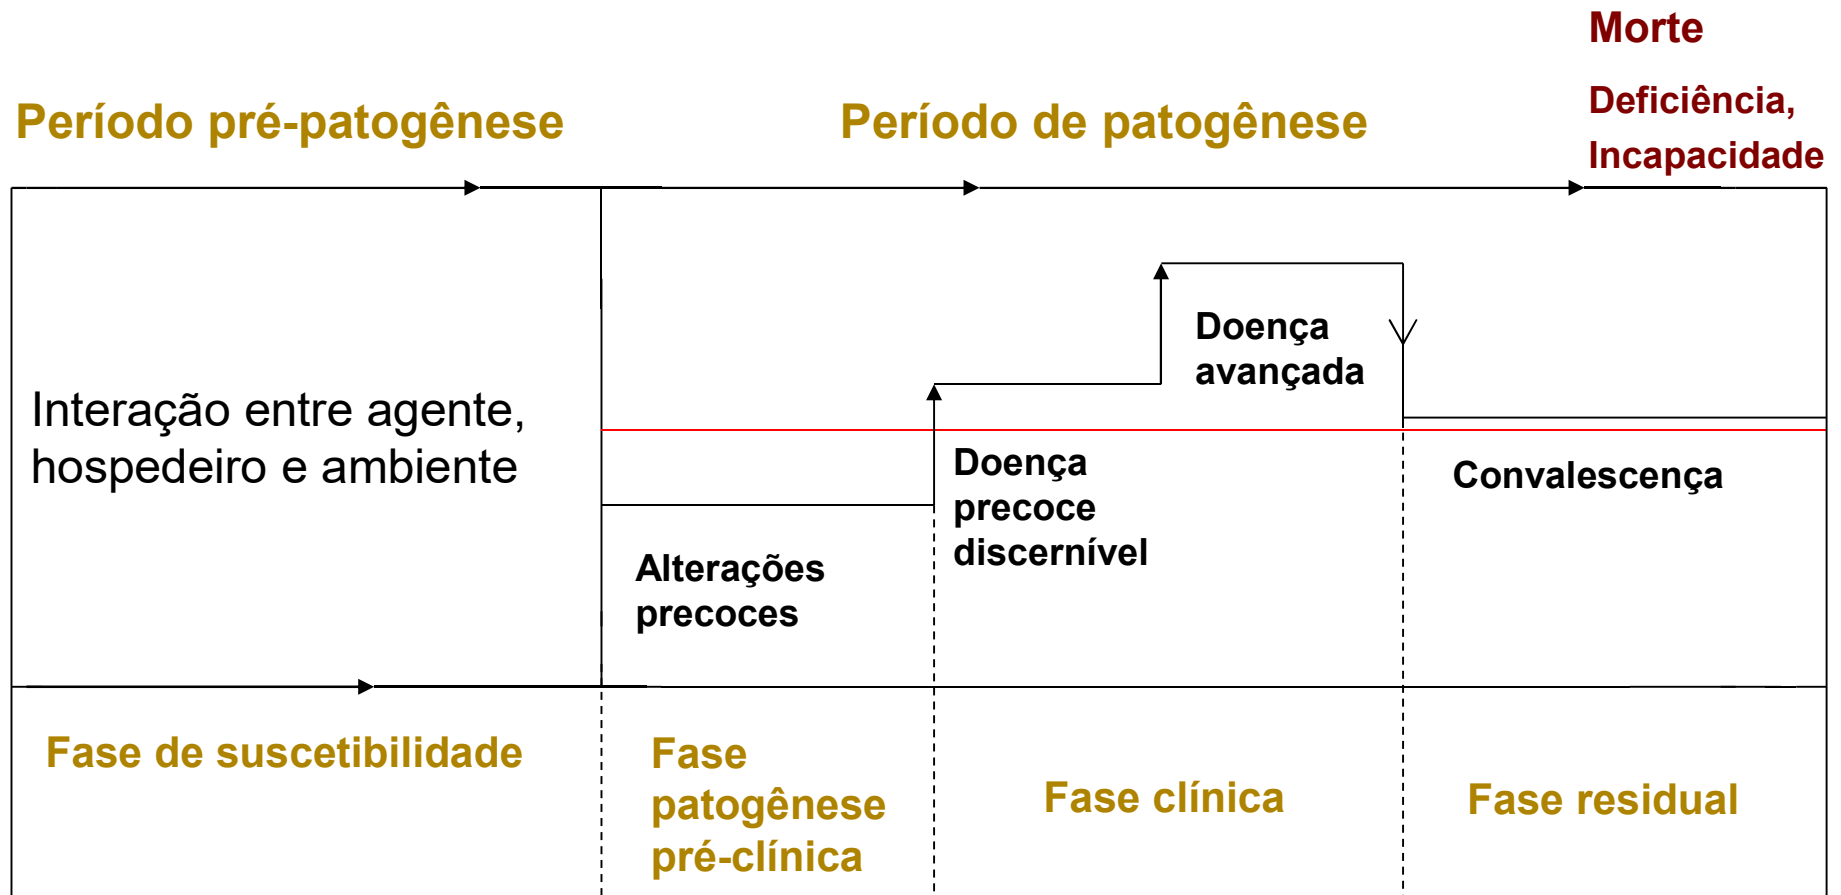 Morte
Período pré-patogênese
Período de patogênese
Deficiência,
Incapacidade
Interação entre agente,
hospedeiro e ambiente
Alterações
precoces
Doença
precoce
discernível
Doença
avançada
Convalescença
Fase de suscetibilidade
Fase
patogênese
pré-clínica
Fase clínica
Fase residual